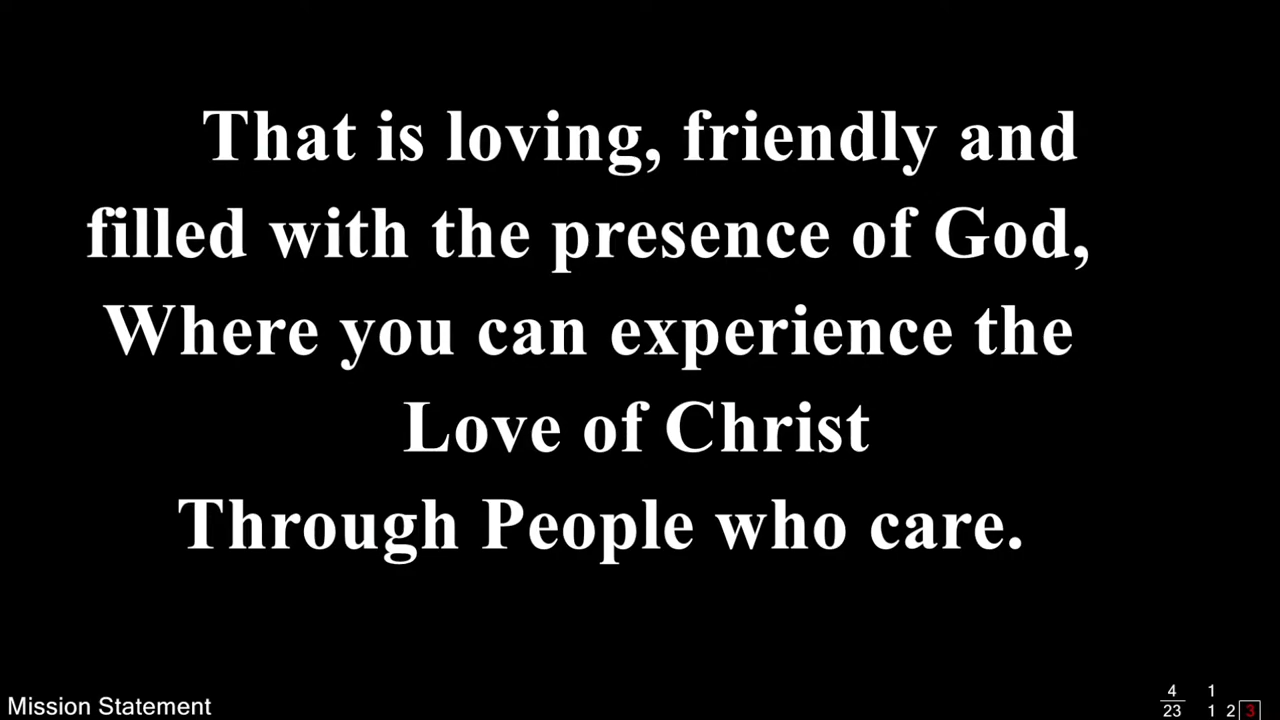 That is loving, friendly and
filled with the presence of God,
Where you can experience the
Love of Christ
Through People who care.
Mission Statement
4 1
23 1 2 3